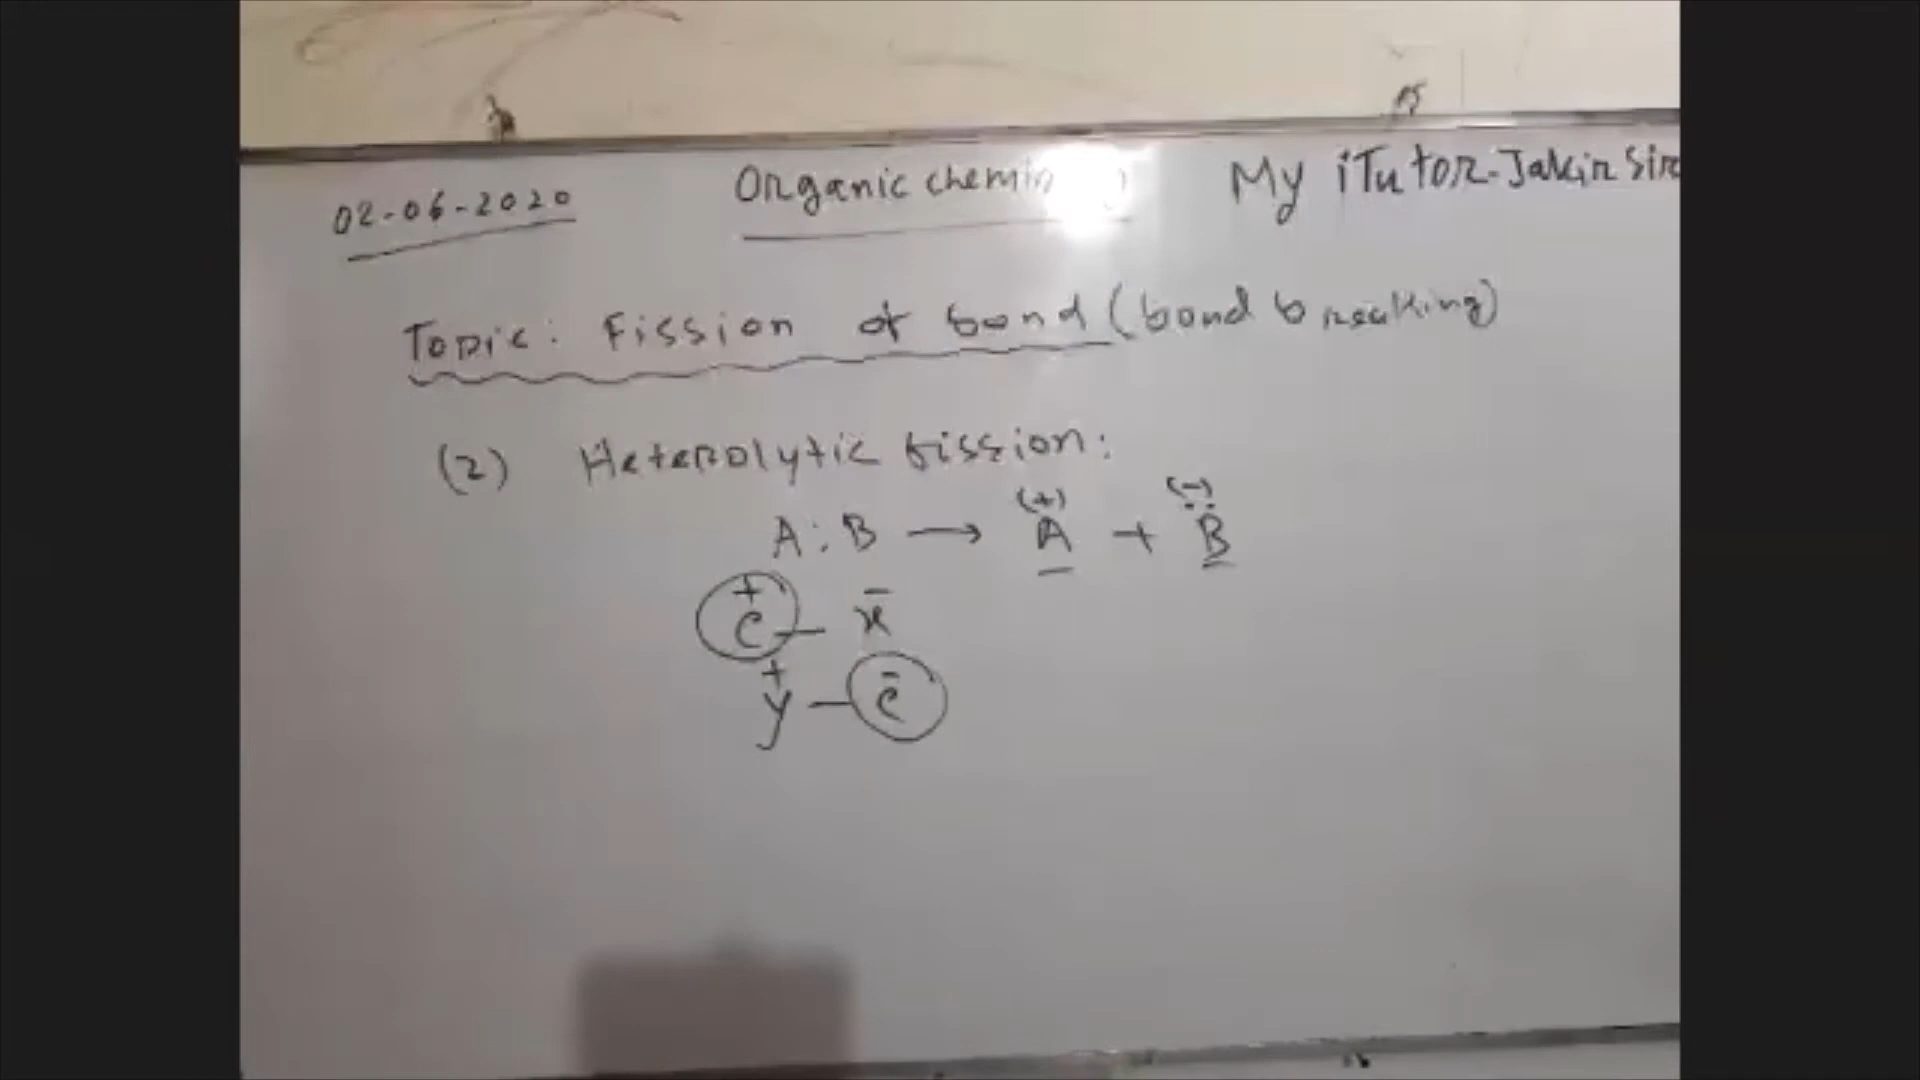 02-06-2020 Organic chemis My iTutor-Jakir Sir
Topic: Fission of bond (bond breaking)
(2) Heterolytic fission:
A:B → A(+) + B̈(-)
C⁺ — x⁻
y⁺ — C⁻